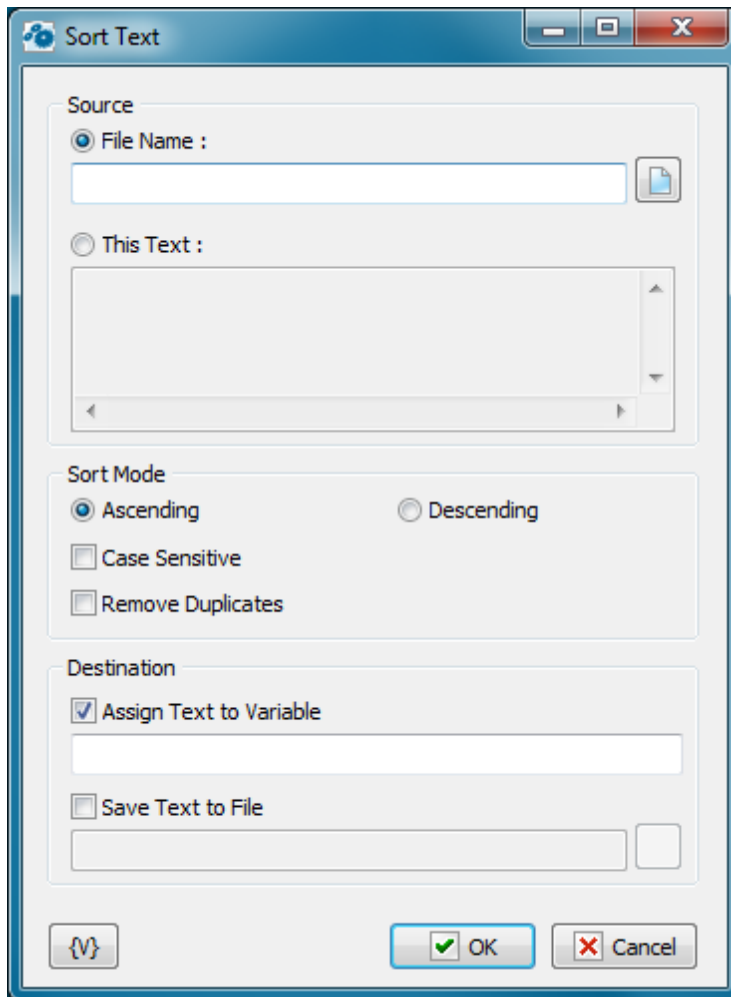 Sort Text
Source
File Name :
This Text :
Sort Mode
Ascending Descending
Case Sensitive
Remove Duplicates
Destination
Assign Text to Variable
Save Text to File
{V} OK Cancel